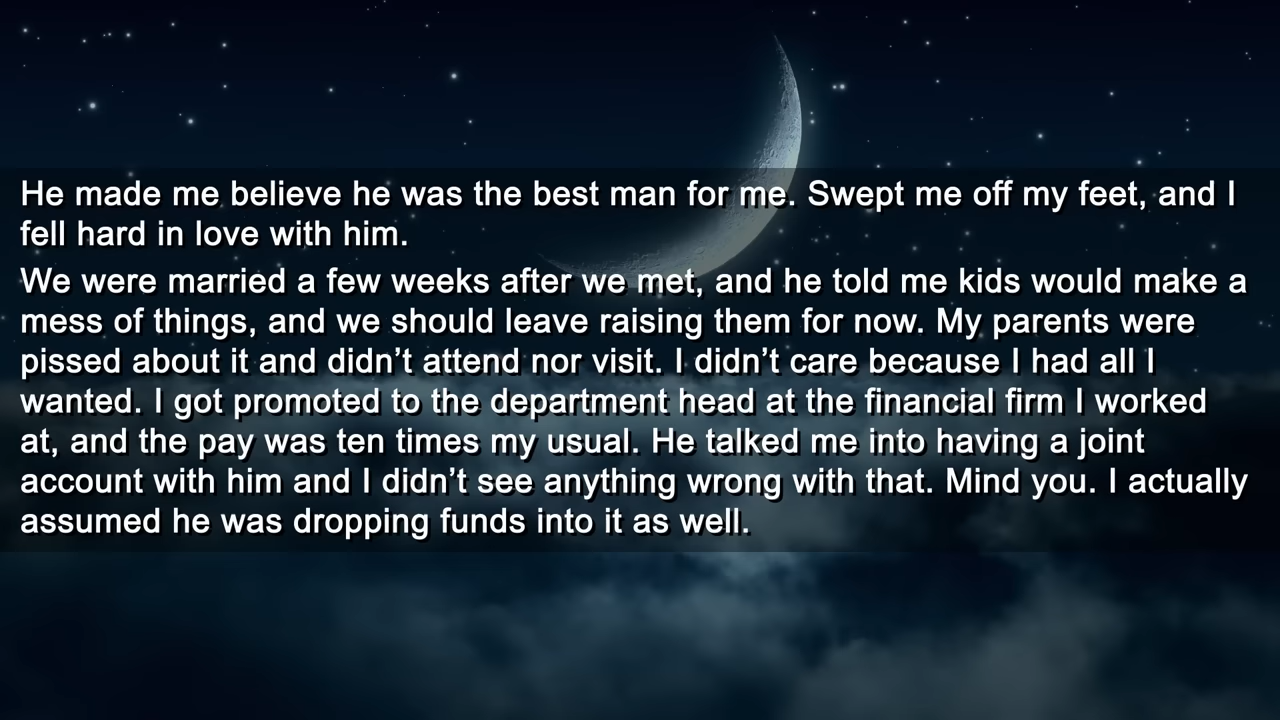 He made me believe he was the best man for me. Swept me off my feet, and I
fell hard in love with him.
We were married a few weeks after we met, and he told me kids would make a
mess of things, and we should leave raising them for now. My parents were
pissed about it and didn’t attend nor visit. I didn’t care because I had all I
wanted. I got promoted to the department head at the financial firm I worked
at, and the pay was ten times my usual. He talked me into having a joint
account with him and I didn’t see anything wrong with that. Mind you. I actually
assumed he was dropping funds into it as well.